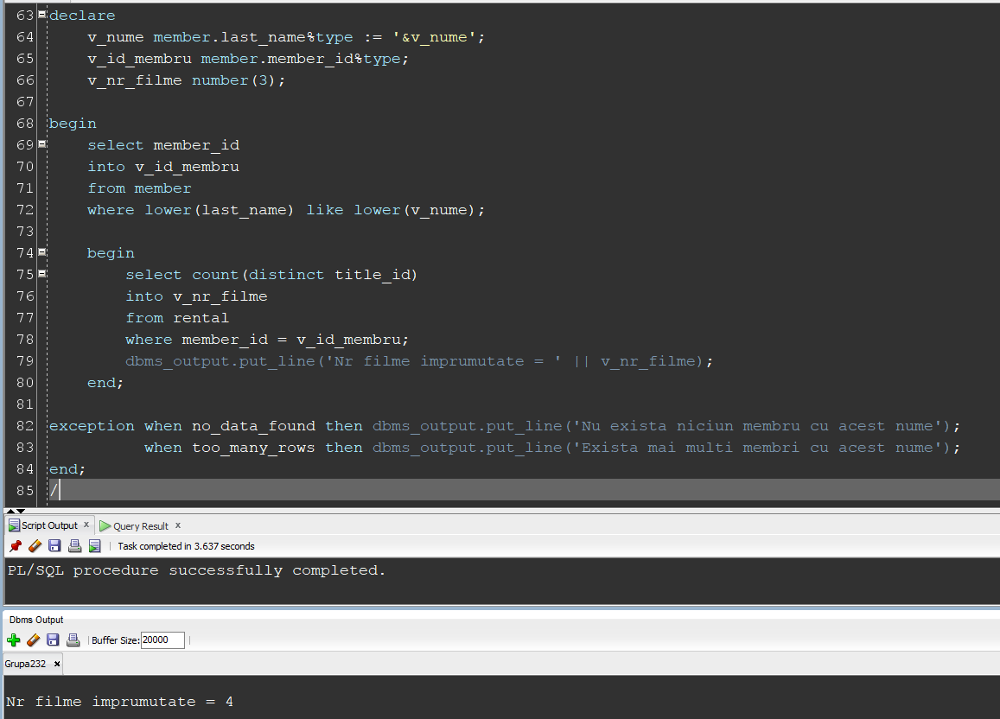 63 declare
64 v_nume member.last_name%type := '&v_nume';
65 v_id_membru member.member_id%type;
66 v_nr_filme number(3);
67
68 begin
69 select member_id
70 into v_id_membru
71 from member
72 where lower(last_name) like lower(v_nume);
73
74 begin
75 select count(distinct title_id)
76 into v_nr_filme
77 from rental
78 where member_id = v_id_membru;
79 dbms_output.put_line('Nr filme imprumutate = ' || v_nr_filme);
80 end;
81
82 exception when no_data_found then dbms_output.put_line('Nu exista niciun membru cu acest nume');
83 when too_many_rows then dbms_output.put_line('Exista mai multi membri cu acest nume');
84 end;
85 /
Script Output x Query Result x
Task completed in 3.637 seconds
PL/SQL procedure successfully completed.
Dbms Output
Buffer Size: 20000
Grupa232 x
Nr filme imprumutate = 4